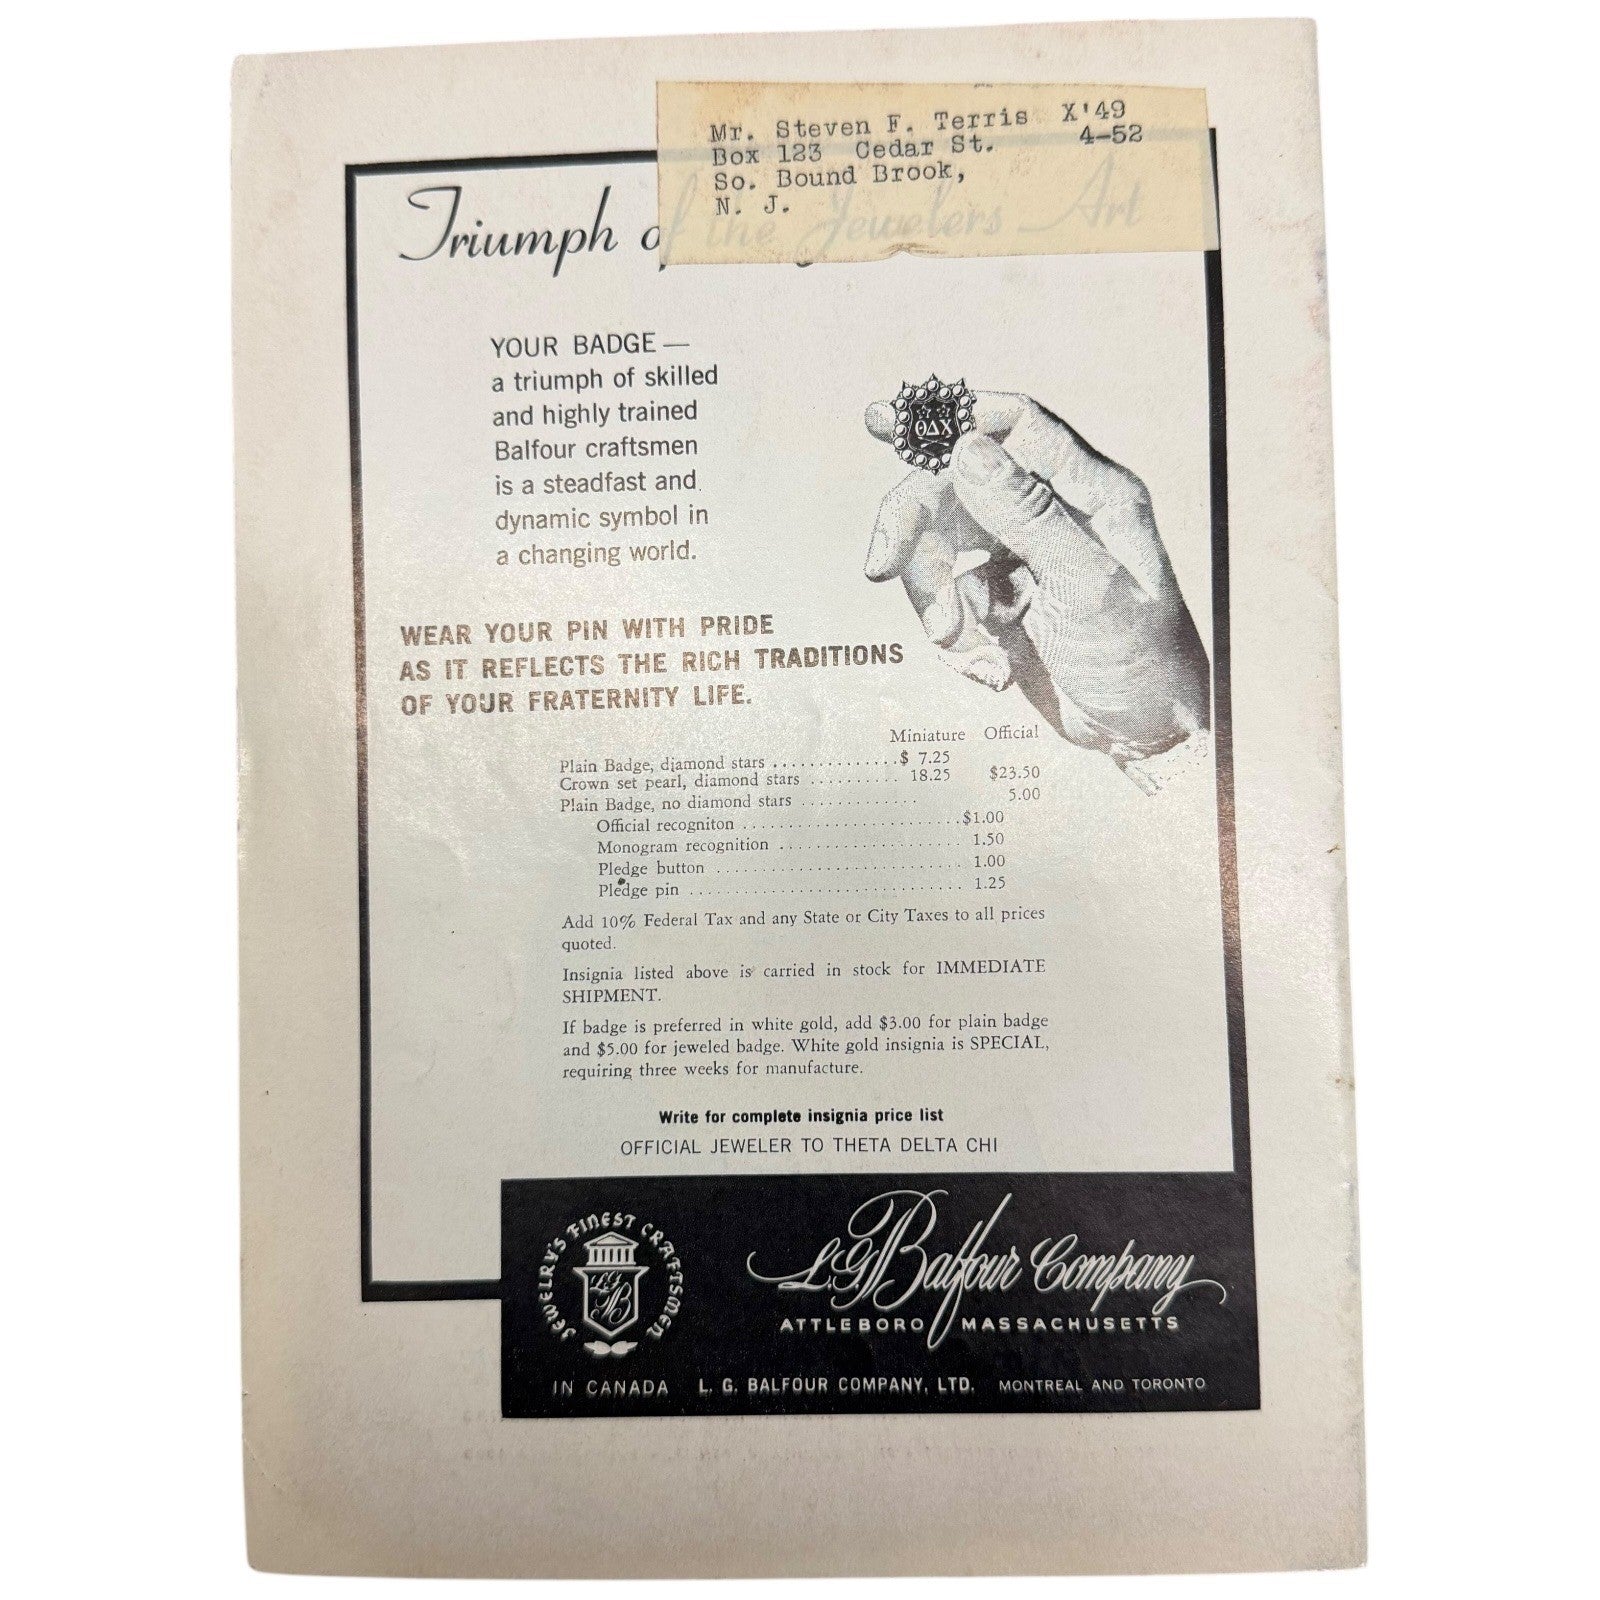 Mr. Steven F. Terris X'49
Box 123 Cedar St. 4-52
So. Bound Brook,
N. J.
Triumph of the Jewelers Art
YOUR BADGE —
a triumph of skilled
and highly trained
Balfour craftsmen
is a steadfast and
dynamic symbol in
a changing world.
ΘΔΧ
WEAR YOUR PIN WITH PRIDE
AS IT REFLECTS THE RICH TRADITIONS
OF YOUR FRATERNITY LIFE.
Miniature Official
Plain Badge, diamond stars ..............$ 7.25
Crown set pearl, diamond stars .......... 18.25 $23.50
Plain Badge, no diamond stars ............. 5.00
Official recogniton ........................$1.00
Monogram recognition .................... 1.50
Pledge button ........................... 1.00
Pledge pin .............................. 1.25
Add 10% Federal Tax and any State or City Taxes to all prices
quoted.
Insignia listed above is carried in stock for IMMEDIATE
SHIPMENT.
If badge is preferred in white gold, add $3.00 for plain badge
and $5.00 for jeweled badge. White gold insignia is SPECIAL,
requiring three weeks for manufacture.
Write for complete insignia price list
OFFICIAL JEWELER TO THETA DELTA CHI
JEWELRY'S FINEST CRAFTSMEN
L.G.
B
L.G. Balfour Company
ATTLEBORO MASSACHUSETTS
IN CANADA L. G. BALFOUR COMPANY, LTD. MONTREAL AND TORONTO